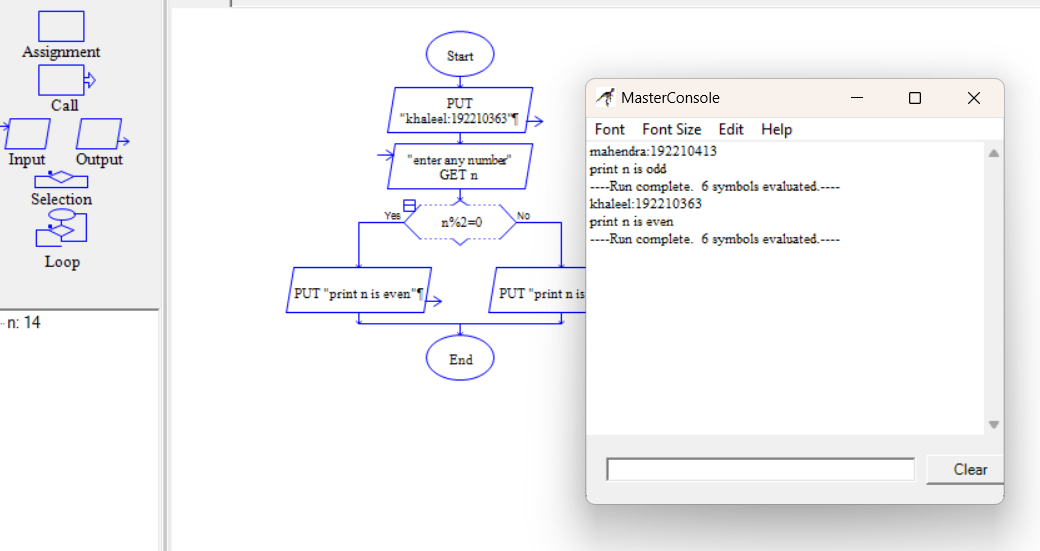 Assignment
Call
Input
Output
Selection
Loop
n: 14
Start
PUT
"khaleel:192210363"¶
"enter any number"
GET n
Yes
n%2=0
No
PUT "print n is even"¶
PUT "print n is
End
MasterConsole
Font Font Size Edit Help
mahendra:192210413
print n is odd
----Run complete.  6 symbols evaluated.----
khaleel:192210363
print n is even
----Run complete.  6 symbols evaluated.----
Clear